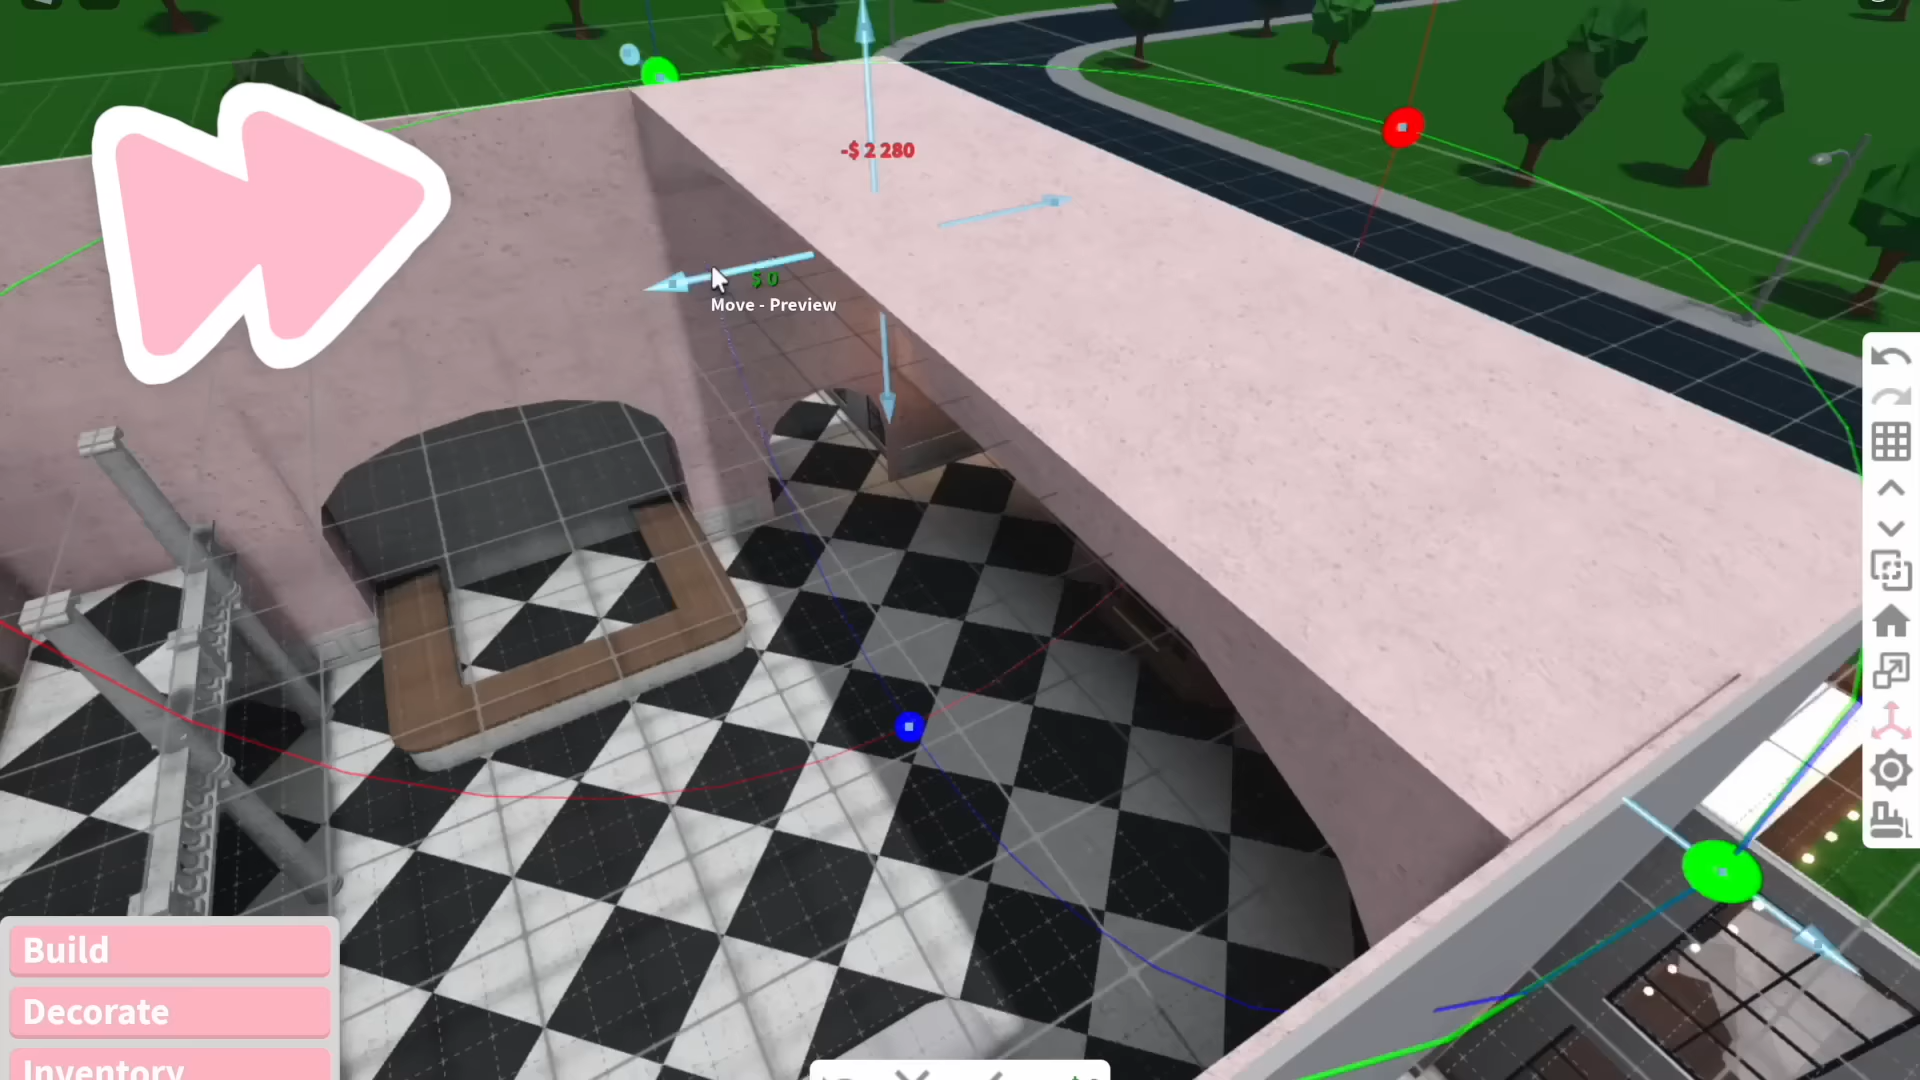 -$ 2 280
$ 0
Move - Preview
Build
Decorate
Inventory